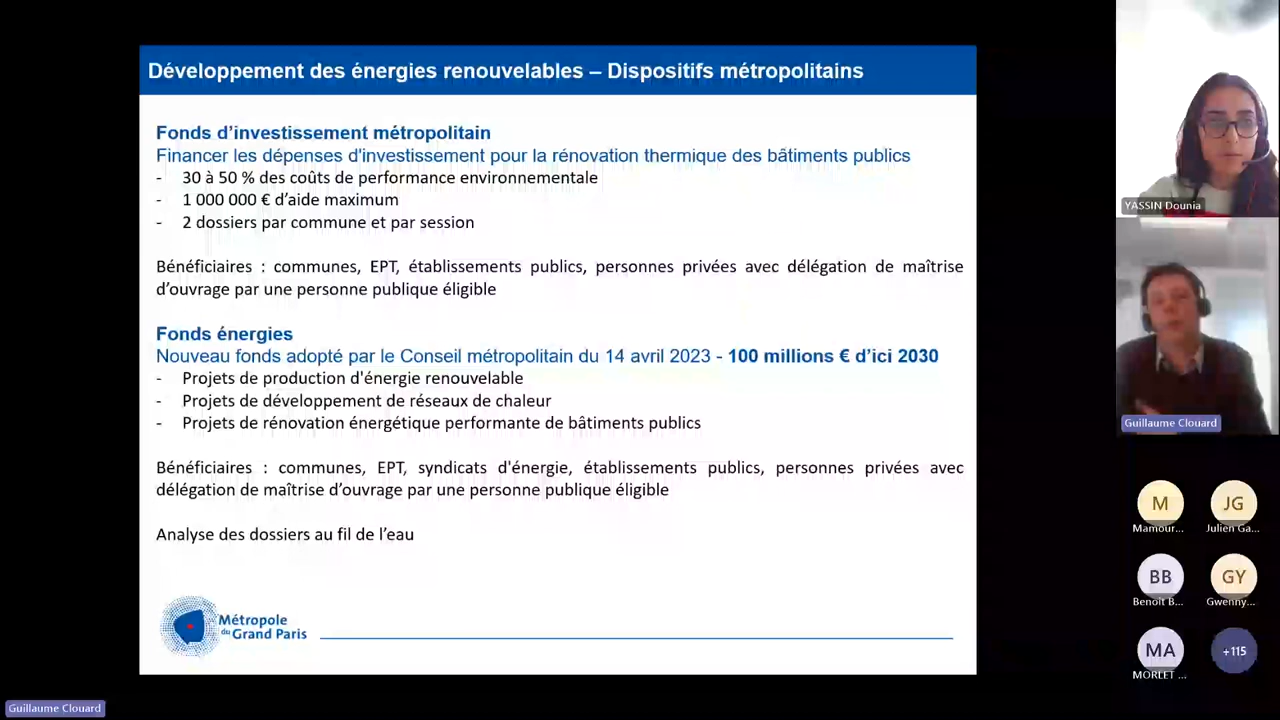 Développement des énergies renouvelables – Dispositifs métropolitains
Fonds d’investissement métropolitain
Financer les dépenses d'investissement pour la rénovation thermique des bâtiments publics
- 30 à 50 % des coûts de performance environnementale
- 1 000 000 € d’aide maximum
- 2 dossiers par commune et par session
Bénéficiaires : communes, EPT, établissements publics, personnes privées avec délégation de maîtrise
d’ouvrage par une personne publique éligible
Fonds énergies
Nouveau fonds adopté par le Conseil métropolitain du 14 avril 2023 - 100 millions € d’ici 2030
- Projets de production d'énergie renouvelable
- Projets de développement de réseaux de chaleur
- Projets de rénovation énergétique performante de bâtiments publics
Bénéficiaires : communes, EPT, syndicats d'énergie, établissements publics, personnes privées avec
délégation de maîtrise d’ouvrage par une personne publique éligible
Analyse des dossiers au fil de l’eau
Métropole
du Grand Paris
YASSIN Dounia
Guillaume Clouard
M
Mamour...
JG
Julien Ga...
BB
Benoit B...
GY
Gwenny...
MA
MORLET ...
+115
Guillaume Clouard